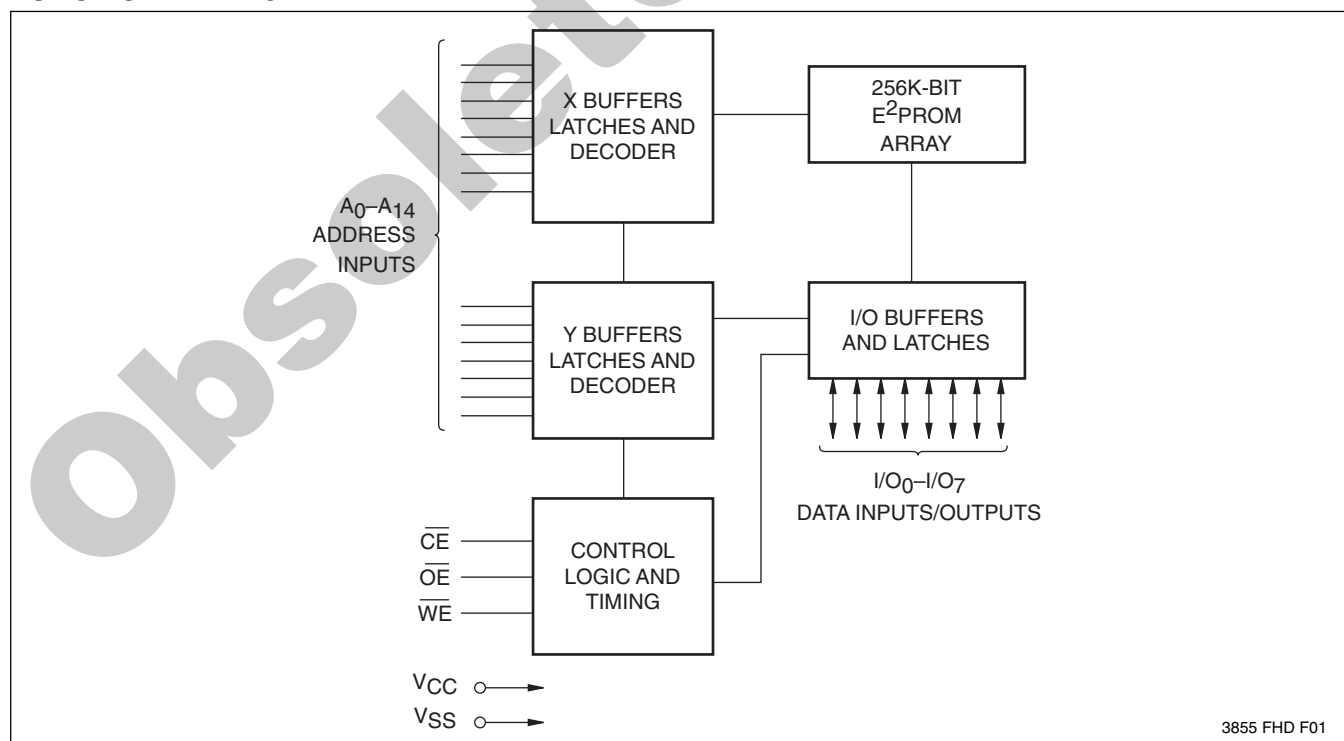 X BUFFERS
LATCHES AND
DECODER
256K-BIT
E²PROM
ARRAY
A0–A14
ADDRESS
INPUTS
Y BUFFERS
LATCHES AND
DECODER
I/O BUFFERS
AND LATCHES
I/O0–I/O7
DATA INPUTS/OUTPUTS
CE
OE
WE
CONTROL
LOGIC AND
TIMING
VCC
VSS
3855 FHD F01